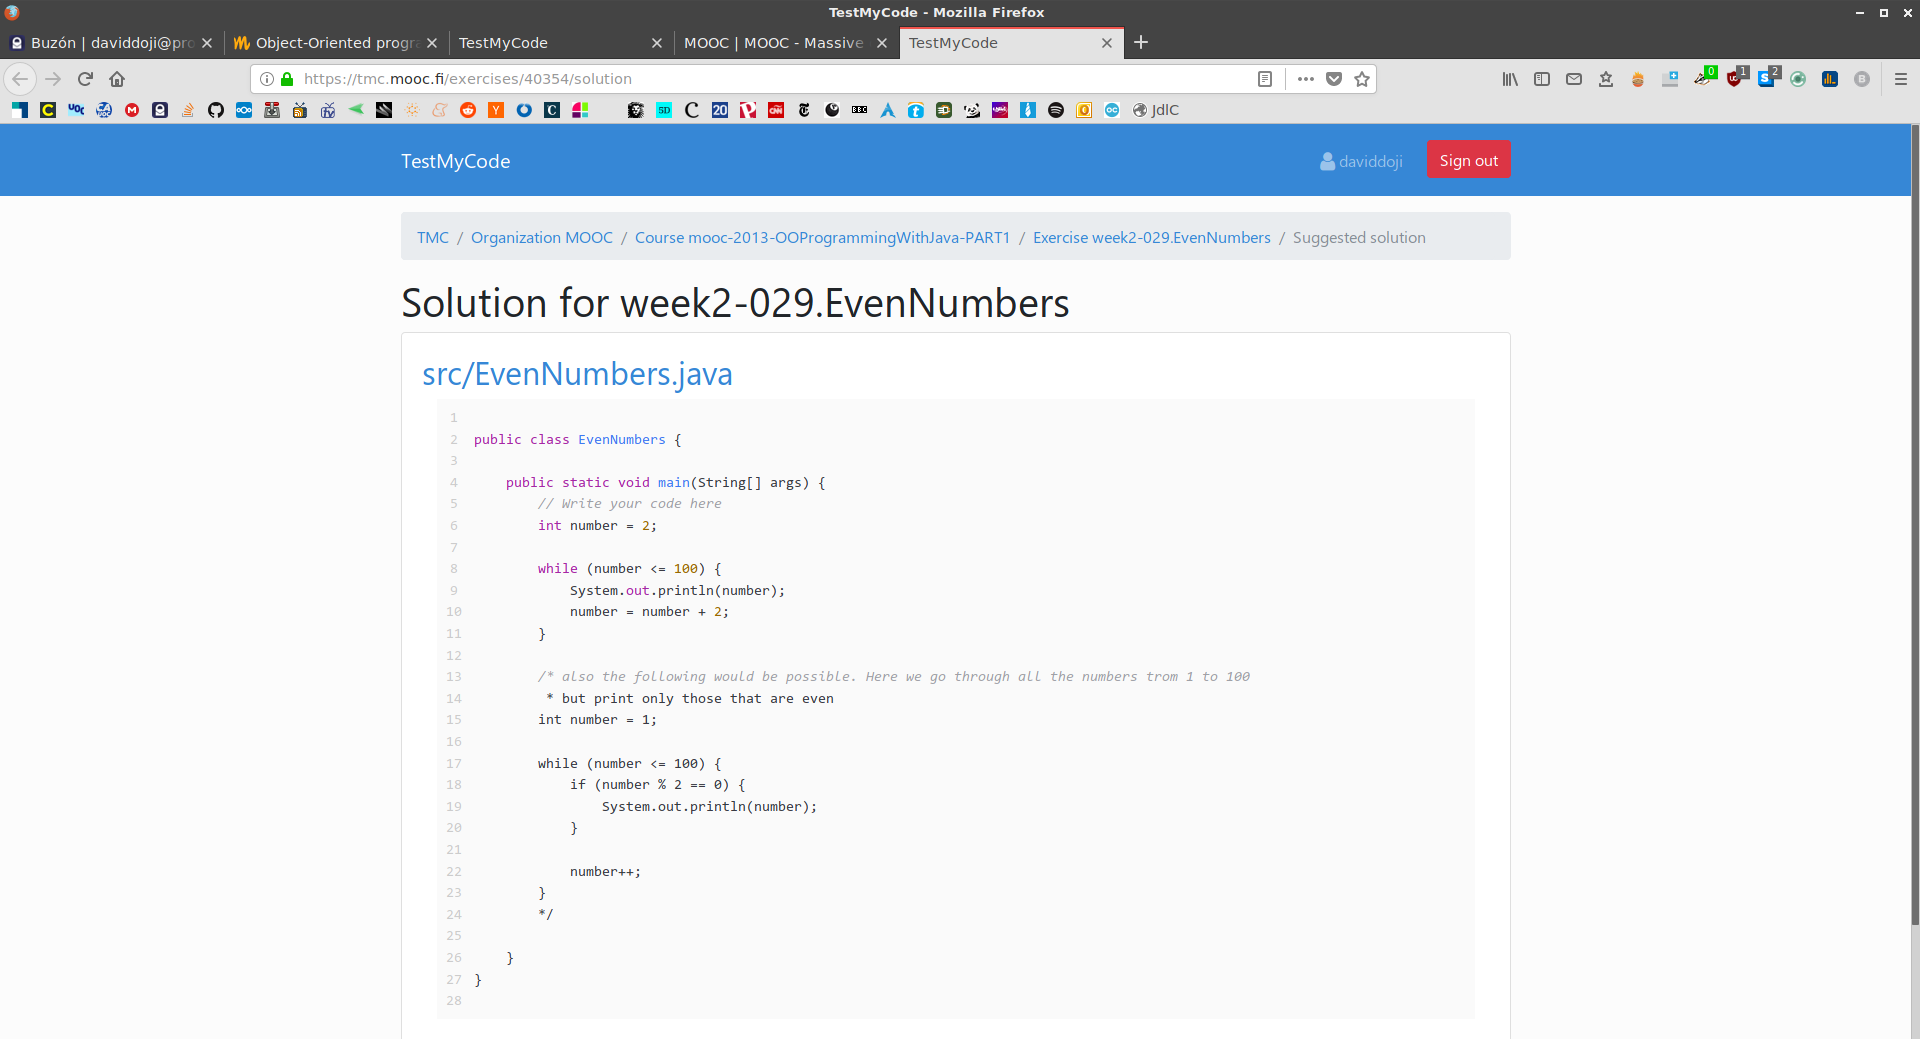 TestMyCode - Mozilla Firefox
Buzón | daviddoji@pro
Object-Oriented progra
TestMyCode
MOOC | MOOC - Massive
TestMyCode
https://tmc.mooc.fi/exercises/40354/solution
0
1
2
JdlC
TestMyCode
daviddoji
Sign out
TMC / Organization MOOC / Course mooc-2013-OOProgrammingWithJava-PART1 / Exercise week2-029.EvenNumbers / Suggested solution
Solution for week2-029.EvenNumbers
src/EvenNumbers.java
1
2 public class EvenNumbers {
3
4     public static void main(String[] args) {
5         // Write your code here
6         int number = 2;
7
8         while (number <= 100) {
9             System.out.println(number);
10             number = number + 2;
11         }
12
13         /* also the following would be possible. Here we go through all the numbers trom 1 to 100
14          * but print only those that are even
15         int number = 1;
16
17         while (number <= 100) {
18             if (number % 2 == 0) {
19                 System.out.println(number);
20             }
21
22             number++;
23         }
24         */
25
26     }
27 }
28